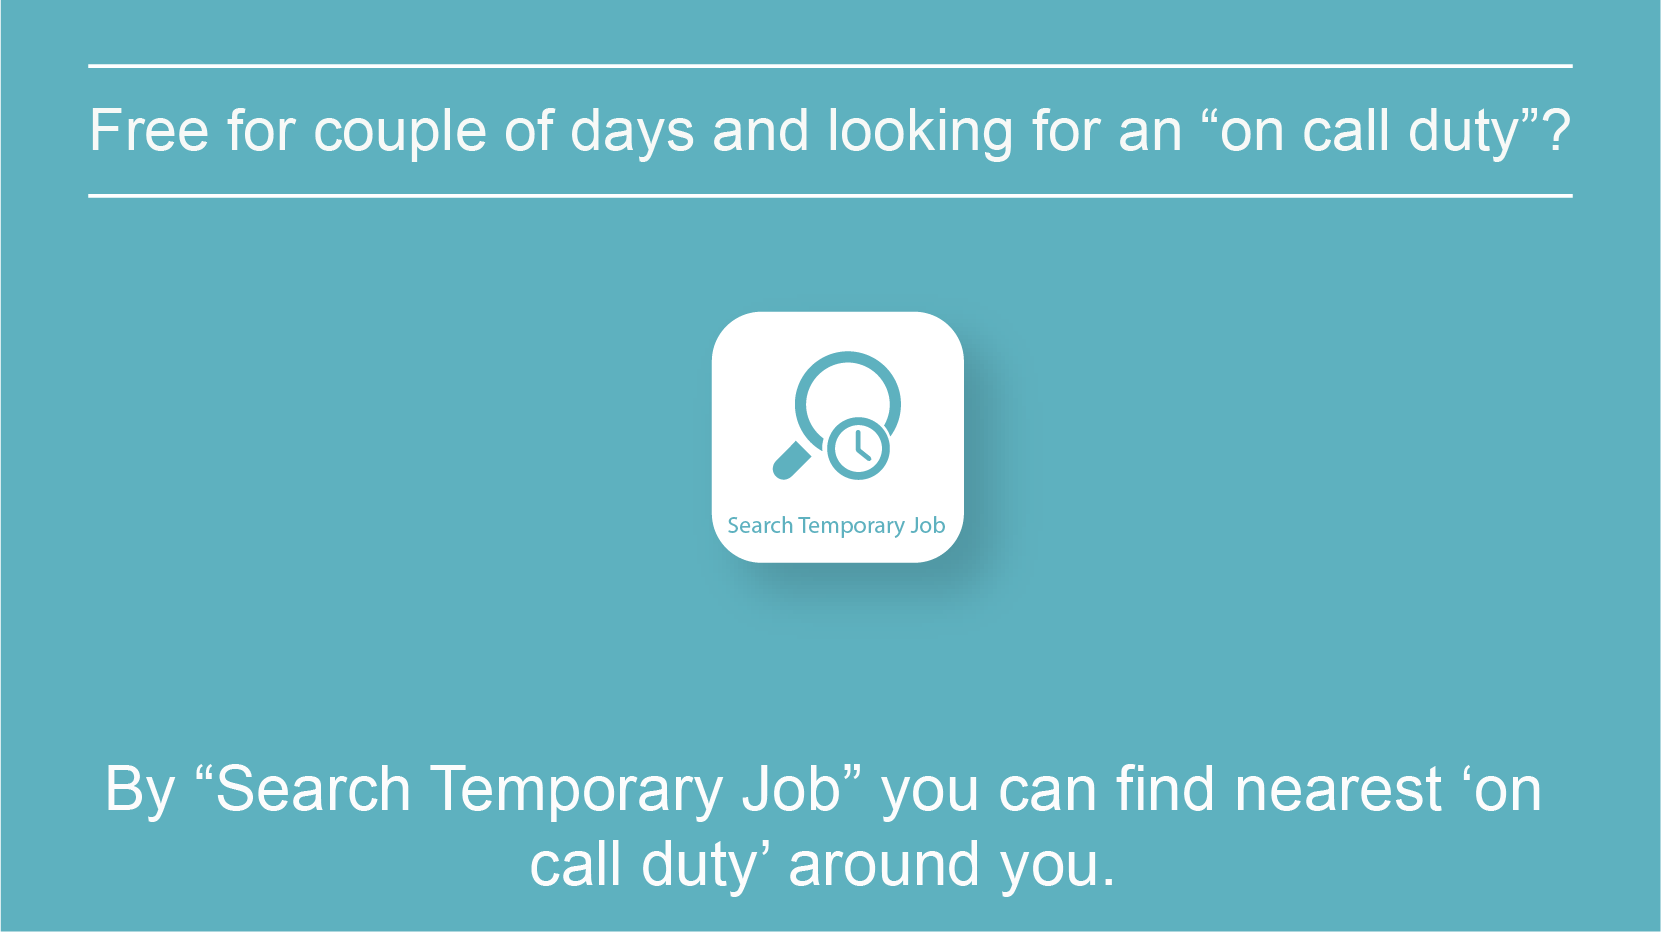 Free for couple of days and looking for an “on call duty”?
Search Temporary Job
By “Search Temporary Job” you can find nearest ‘on
call duty’ around you.